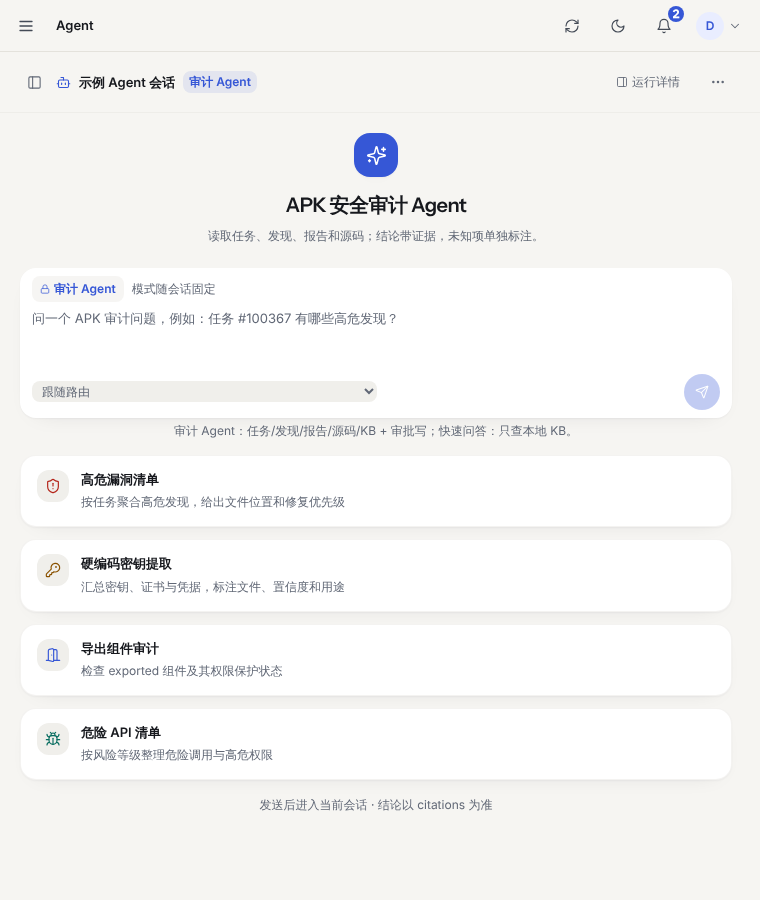 Agent
2
D
示例 Agent 会话
审计 Agent
运行详情
APK 安全审计 Agent
读取任务、发现、报告和源码；结论带证据，未知项单独标注。
审计 Agent
模式随会话固定
问一个 APK 审计问题，例如：任务 #100367 有哪些高危发现？
跟随路由
审计 Agent：任务/发现/报告/源码/KB + 审批写；快速问答：只查本地 KB。
高危漏洞清单
按任务聚合高危发现，给出文件位置和修复优先级
硬编码密钥提取
汇总密钥、证书与凭据，标注文件、置信度和用途
导出组件审计
检查 exported 组件及其权限保护状态
危险 API 清单
按风险等级整理危险调用与高危权限
发送后进入当前会话 · 结论以 citations 为准